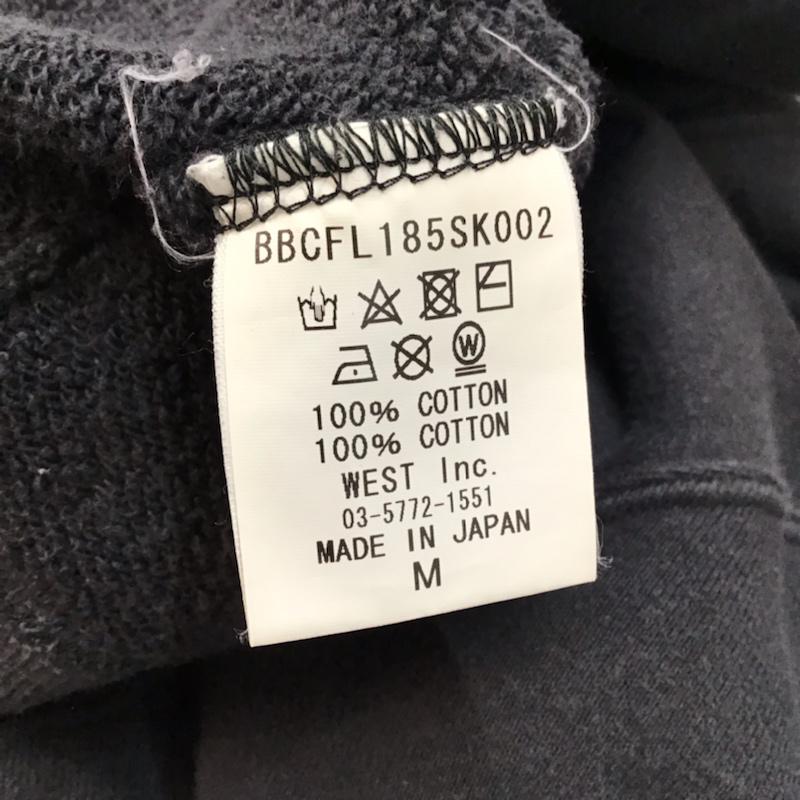 BBCFL185SK002
W
100% COTTON
100% COTTON
WEST Inc.
03-5772-1551
MADE IN JAPAN
M